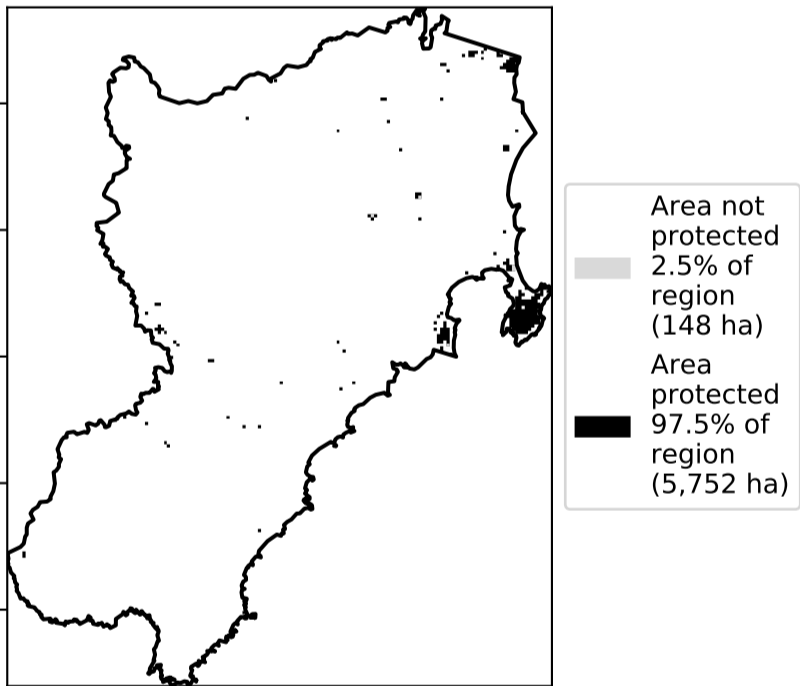 Area not
protected
2.5% of
region
(148 ha)
Area
protected
97.5% of
region
(5,752 ha)